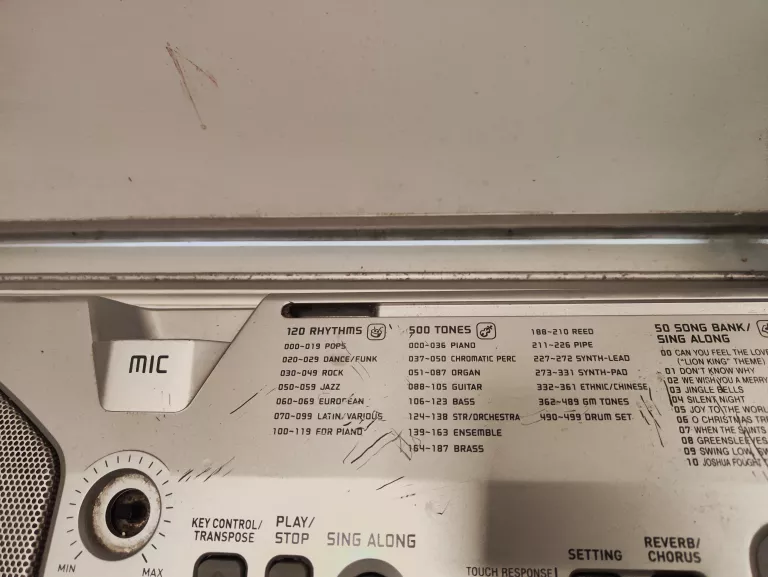 MIC
MIN
MAX
120 RHYTHMS
000-019 POPS
020-029 DANCE/FUNK
030-049 ROCK
050-059 JAZZ
060-069 EUROPEAN
070-099 LATIN/VARIOUS
100-119 FOR PIANO
500 TONES
000-036 PIANO
037-050 CHROMATIC PERC
051-087 ORGAN
088-105 GUITAR
106-123 BASS
124-138 STR/ORCHESTRA
139-163 ENSEMBLE
164-187 BRASS
188-210 REED
211-226 PIPE
227-272 SYNTH-LEAD
273-331 SYNTH-PAD
332-361 ETHNIC/CHINESE
362-489 GM TONES
490-499 DRUM SET
50 SONG BANK/
SING ALONG
00 CAN YOU FEEL THE LOVE
("LION KING" THEME)
01 DON'T KNOW WHY
02 WE WISH YOU A MERRY
03 JINGLE BELLS
04 SILENT NIGHT
05 JOY TO THE WORL
06 O CHRISTMAS TRE
07 WHEN THE SAINTS
08 GREENSLEEVES
09 SWING LOW, SW
10 JOSHUA FOUGHT
KEY CONTROL/
TRANSPOSE
PLAY/
STOP
SING ALONG
TOUCH RESPONSE
SETTING
REVERB/
CHORUS